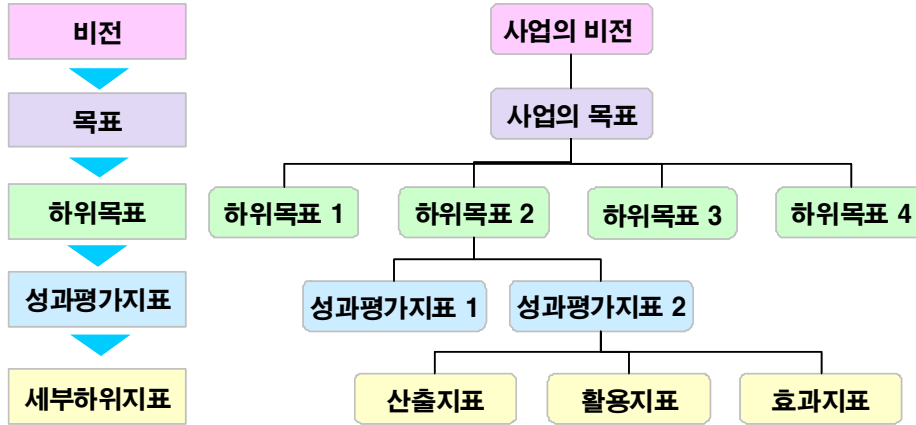 비전
사업의 비전
목표
사업의 목표
하위목표
하위목표 1
하위목표 2
하위목표 3
하위목표 4
성과평가지표
성과평가지표 1
성과평가지표 2
세부하위지표
산출지표
활용지표
효과지표